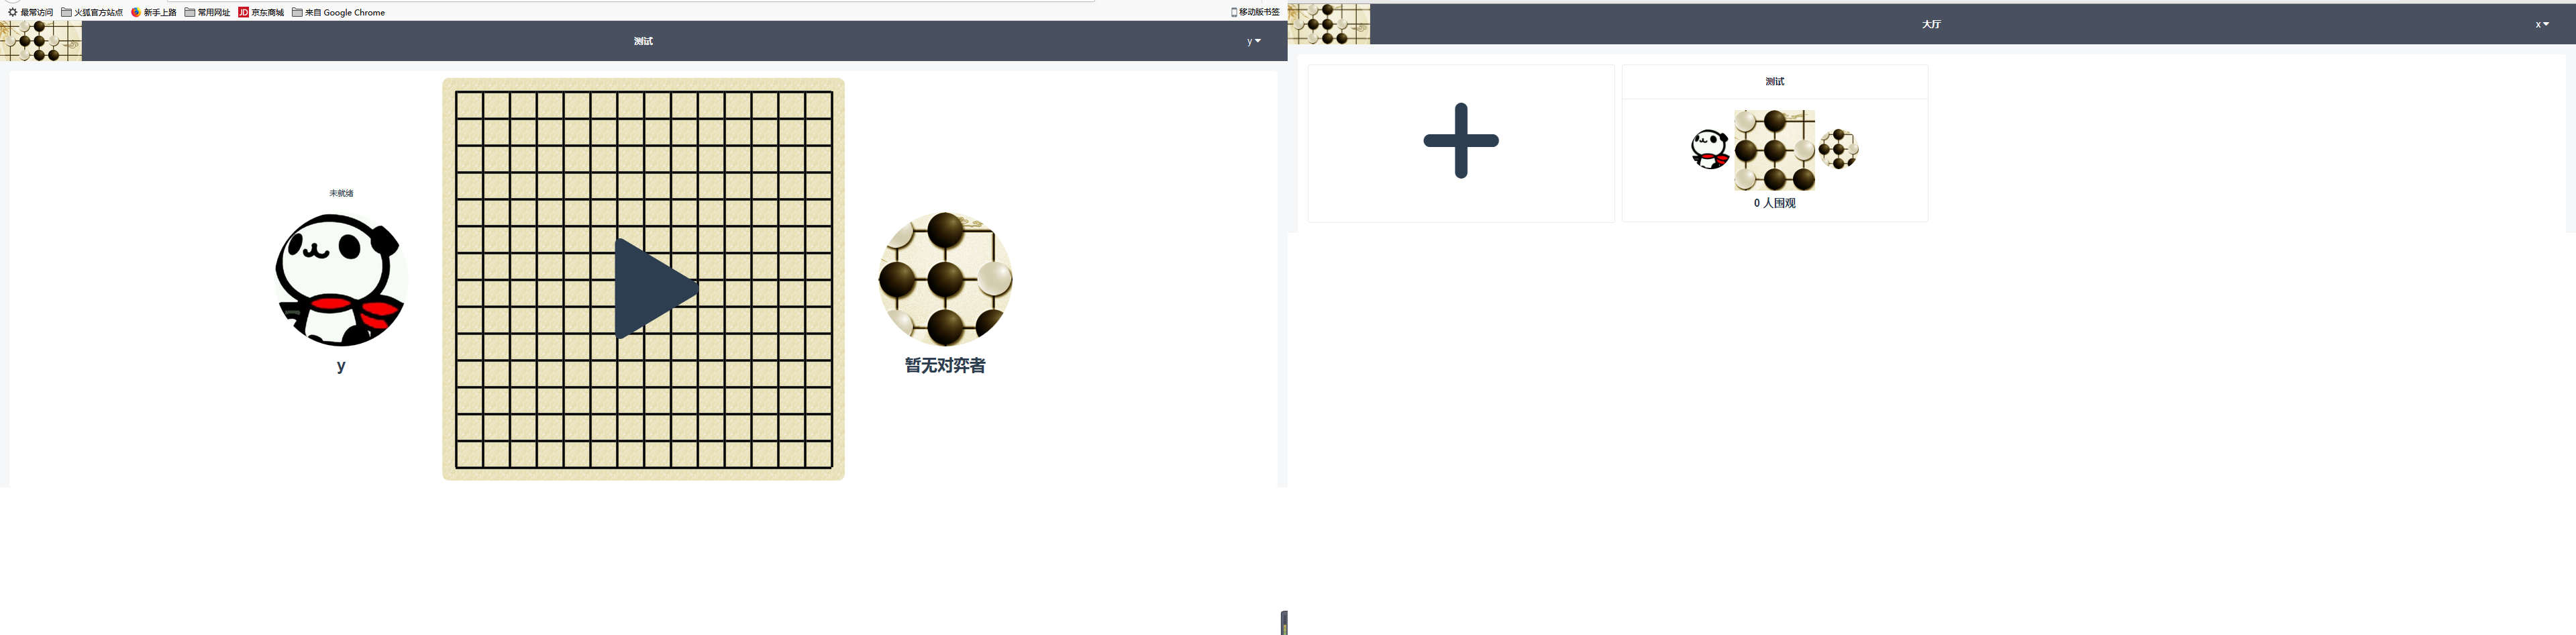 最常访问 火狐官方站点 新手上路 常用网址 JD 京东商城 来自 Google Chrome 移动版书签
测试 y
未就绪
y
暂无对弈者
大厅 x
测试
0 人围观